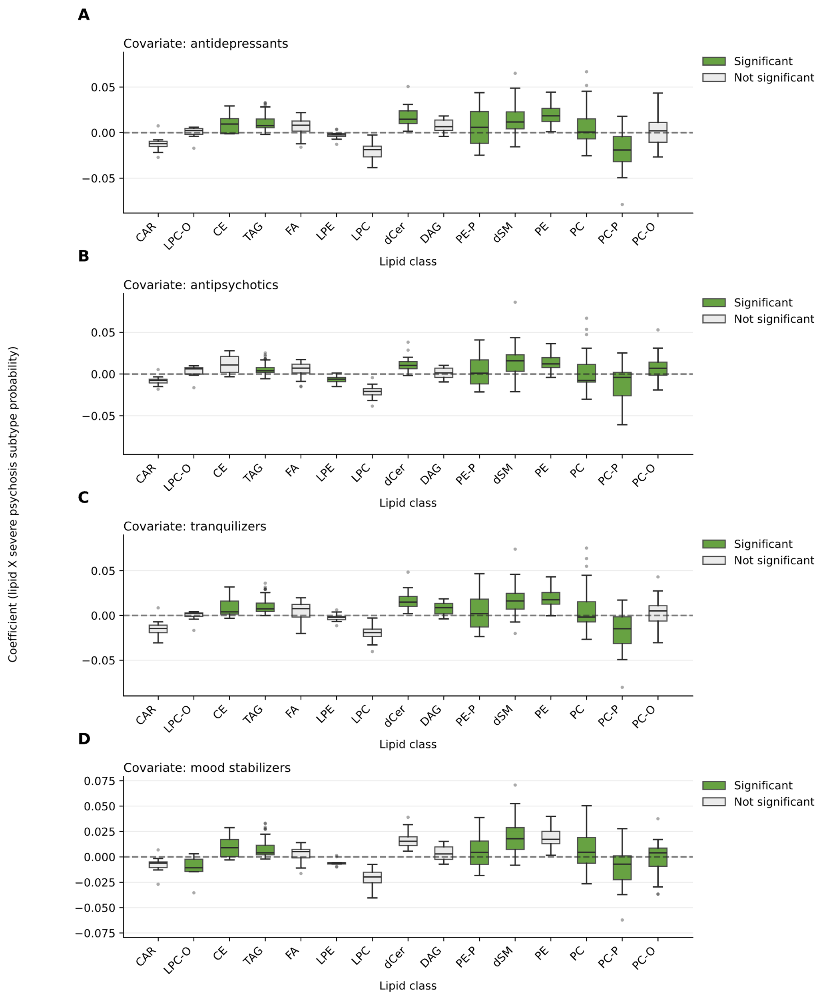 A
Covariate: antidepressants
Significant
Not significant
0.05
0.00
−0.05
CAR LPC-O CE TAG FA LPE LPC dCer DAG PE-P dSM PE PC PC-P PC-O
Lipid class
B
Covariate: antipsychotics
Significant
Not significant
0.05
0.00
−0.05
CAR LPC-O CE TAG FA LPE LPC dCer DAG PE-P dSM PE PC PC-P PC-O
Lipid class
Coefficient (lipid X severe psychosis subtype probability)
C
Covariate: tranquilizers
Significant
Not significant
0.05
0.00
−0.05
CAR LPC-O CE TAG FA LPE LPC dCer DAG PE-P dSM PE PC PC-P PC-O
Lipid class
D
Covariate: mood stabilizers
Significant
Not significant
0.075
0.050
0.025
0.000
−0.025
−0.050
−0.075
CAR LPC-O CE TAG FA LPE LPC dCer DAG PE-P dSM PE PC PC-P PC-O
Lipid class